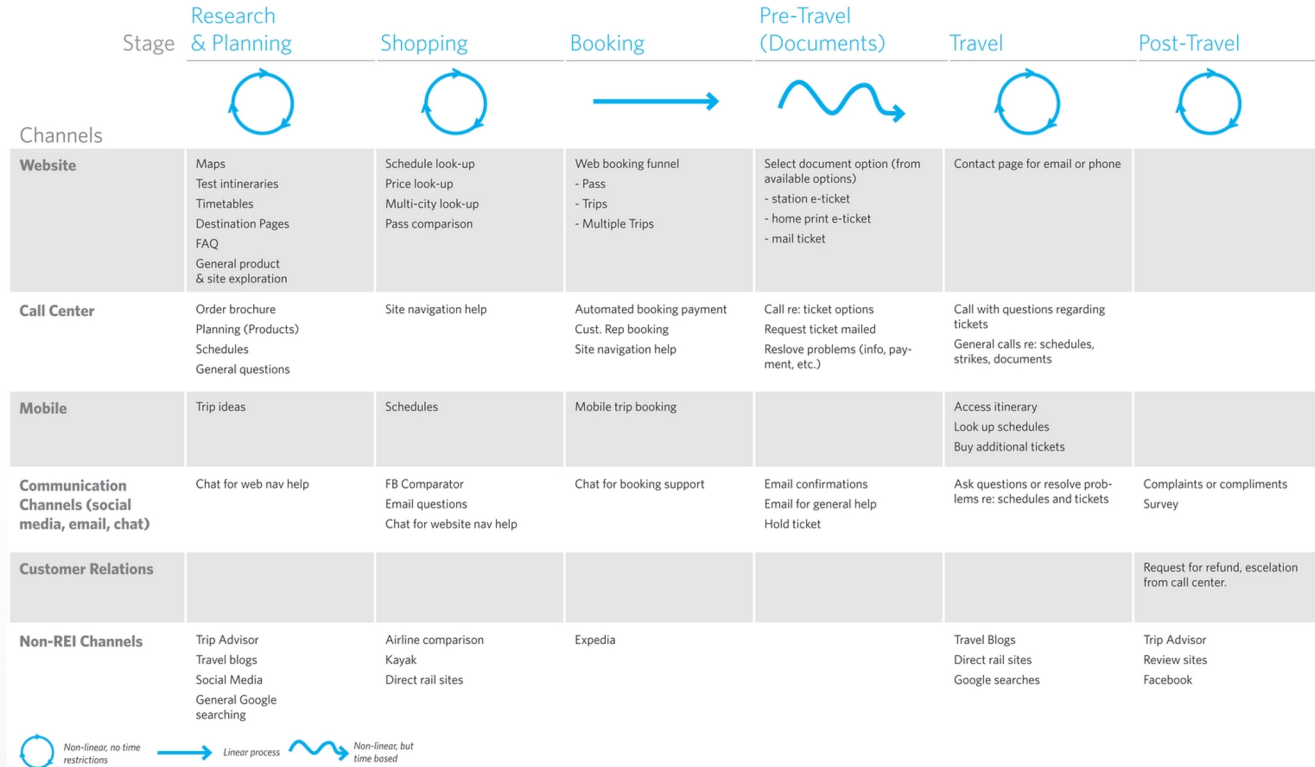 Research
& Planning
Stage
Shopping
Booking
Pre-Travel
(Documents)
Travel
Post-Travel
Channels
Website
Maps
Test intineraries
Timetables
Destination Pages
FAQ
General product
& site exploration
Schedule look-up
Price look-up
Multi-city look-up
Pass comparison
Web booking funnel
- Pass
- Trips
- Multiple Trips
Select document option (from
available options)
- station e-ticket
- home print e-ticket
- mail ticket
Contact page for email or phone
Call Center
Order brochure
Planning (Products)
Schedules
General questions
Site navigation help
Automated booking payment
Cust. Rep booking
Site navigation help
Call re: ticket options
Request ticket mailed
Reslove problems (info, pay-
ment, etc.)
Call with questions regarding
tickets
General calls re: schedules,
strikes, documents
Mobile
Trip ideas
Schedules
Mobile trip booking
Access itinerary
Look up schedules
Buy additional tickets
Communication
Channels (social
media, email, chat)
Chat for web nav help
FB Comparator
Email questions
Chat for website nav help
Chat for booking support
Email confirmations
Email for general help
Hold ticket
Ask questions or resolve prob-
lems re: schedules and tickets
Complaints or compliments
Survey
Customer Relations
Request for refund, escelation
from call center.
Non-REI Channels
Trip Advisor
Travel blogs
Social Media
General Google
searching
Airline comparison
Kayak
Direct rail sites
Expedia
Travel Blogs
Direct rail sites
Google searches
Trip Advisor
Review sites
Facebook
Non-linear, no time
restrictions
Linear process
Non-linear, but
time based